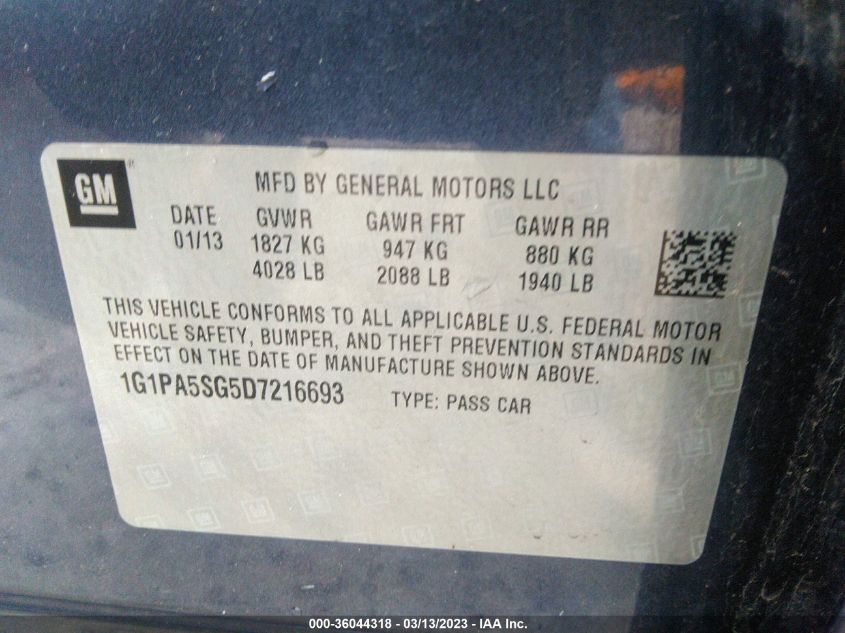 GM ®
MFD BY GENERAL MOTORS LLC
DATE GVWR GAWR FRT GAWR RR
01/13 1827 KG 947 KG 880 KG
4028 LB 2088 LB 1940 LB
THIS VEHICLE CONFORMS TO ALL APPLICABLE U.S. FEDERAL MOTOR
VEHICLE SAFETY, BUMPER, AND THEFT PREVENTION STANDARDS IN
EFFECT ON THE DATE OF MANUFACTURE SHOWN ABOVE.
1G1PA5SG5D7216693 TYPE: PASS CAR
000-36044318 - 03/13/2023 - IAA Inc.